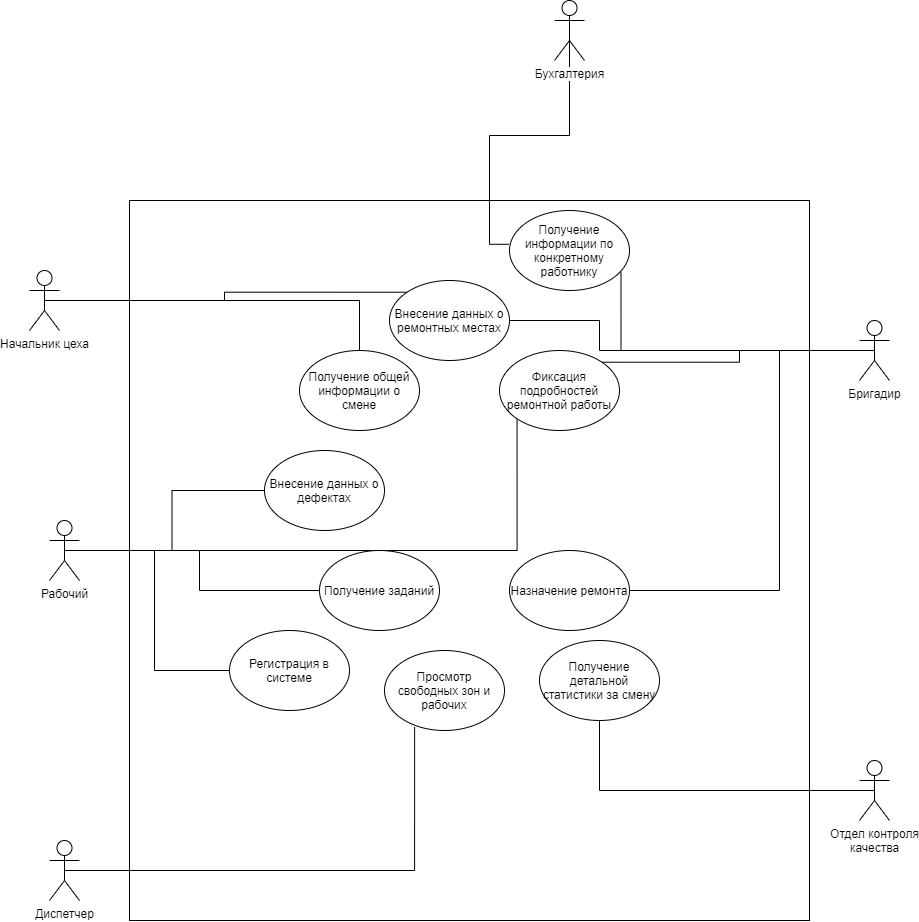 Бухгалтерия
Получение
информации по
конкретному
работнику
Начальник цеха
Внесение данных о
ремонтных местах
Бригадир
Получение общей
информации о
смене
Фиксация
подробностей
ремонтной работы
Внесение данных о
дефектах
Рабочий
Получение заданий
Назначение ремонта
Регистрация в
системе
Просмотр
свободных зон и
рабочих
Получение
детальной
статистики за смену
Отдел контроля
качества
Диспетчер